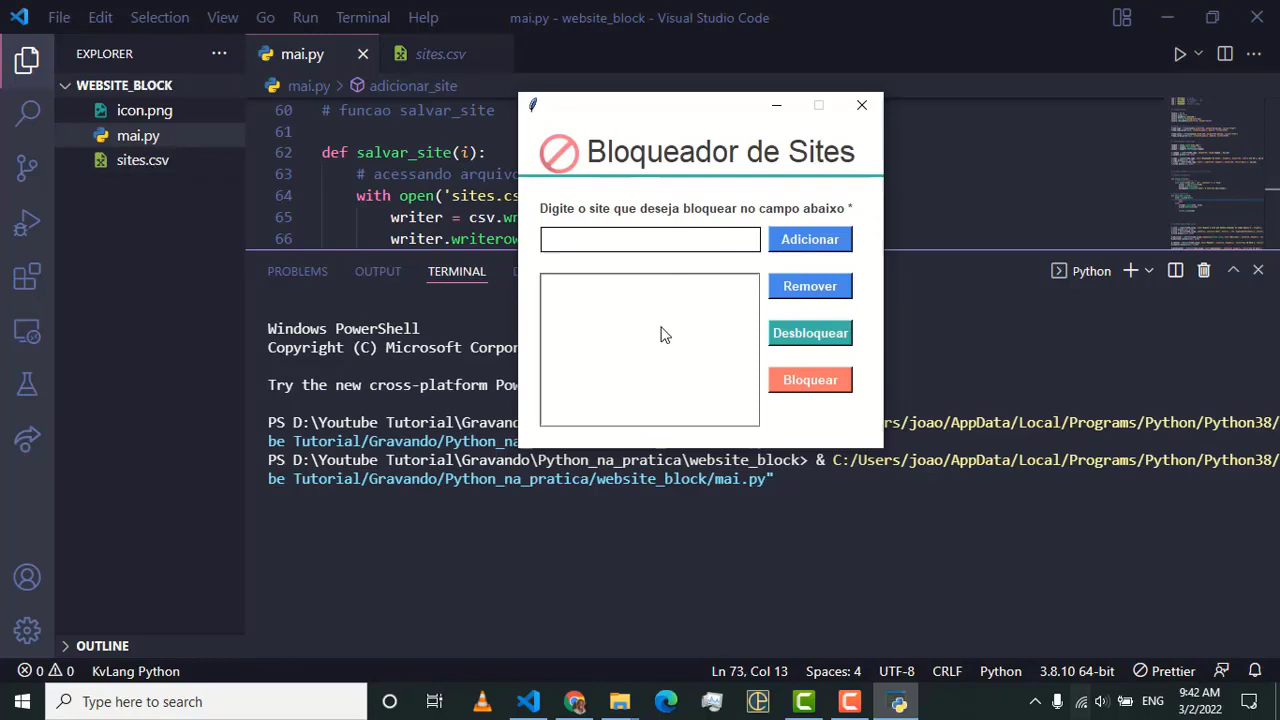 File Edit Selection View Go Run Terminal Help
mai.py - website_block - Visual Studio Code
EXPLORER
WEBSITE_BLOCK
icon.png
mai.py
sites.csv
OUTLINE
mai.py
sites.csv
mai.py > adicionar_site
60 # funcao salvar_site
61
62 def salvar_site(i):
63 # acessando arquivo
64 with open('sites.cs
65 writer = csv.wr
66 writer.writerow
PROBLEMS OUTPUT TERMINAL
Python
Windows PowerShell
Copyright (C) Microsoft Corpor
Try the new cross-platform Pow
PS D:\Youtube Tutorial\Gravand rs/joao/AppData/Local/Programs/Python/Python38/
be Tutorial/Gravando/Python_na
PS D:\Youtube Tutorial\Gravando\Python_na_pratica\website_block> & C:/Users/joao/AppData/Local/Programs/Python/Python38/
be Tutorial/Gravando/Python_na_pratica/website_block/mai.py"
Bloqueador de Sites
Digite o site que deseja bloquear no campo abaixo *
Adicionar
Remover
Desbloquear
Bloquear
0 0 KvLang Python
Ln 73, Col 13 Spaces: 4 UTF-8 CRLF Python 3.8.10 64-bit Prettier
Type here to search
ENG
9:42 AM
3/2/2022